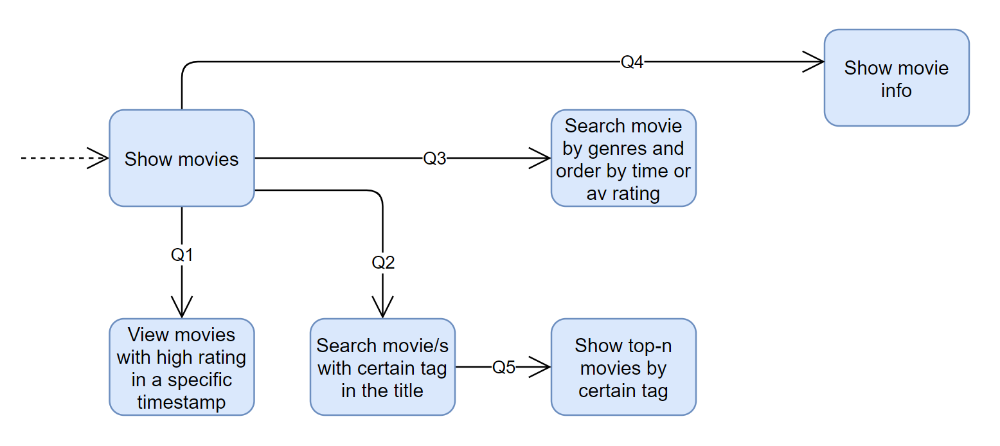 Q4
Show movie
info
Show movies
Q3
Search movie
by genres and
order by time or
av rating
Q1
Q2
View movies
with high rating
in a specific
timestamp
Search movie/s
with certain tag
in the title
Q5
Show top-n
movies by
certain tag